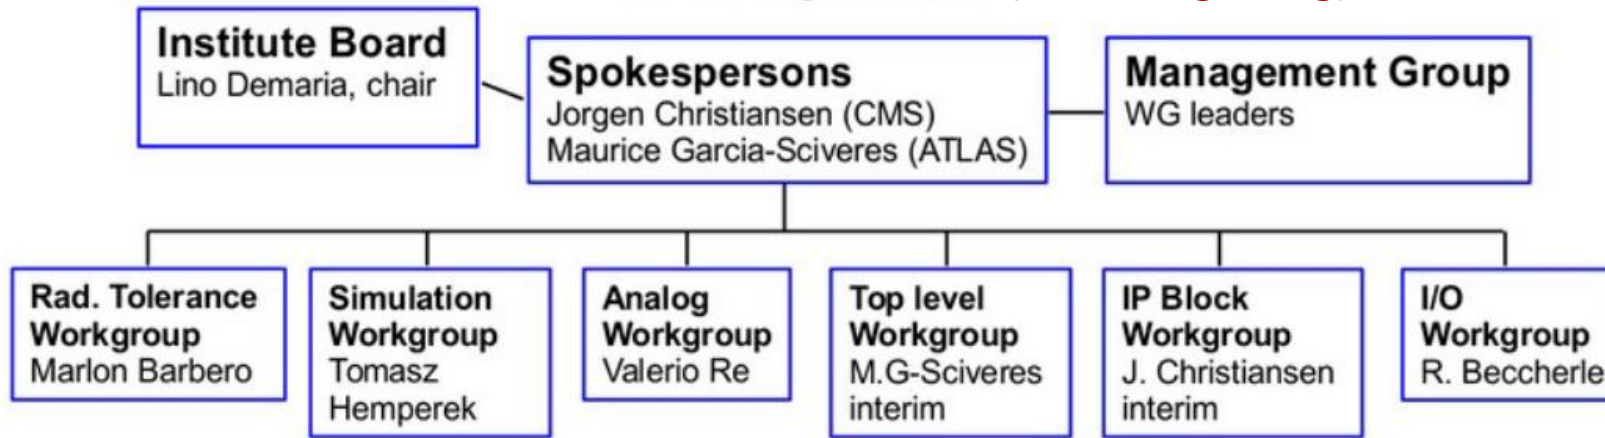 Institute Board
Lino Demaria, chair
Spokespersons
Jorgen Christiansen (CMS)
Maurice Garcia-Sciveres (ATLAS)
Management Group
WG leaders
Rad. Tolerance
Workgroup
Marlon Barbero
Simulation
Workgroup
Tomasz
Hemperek
Analog
Workgroup
Valerio Re
Top level
Workgroup
M.G-Sciveres
interim
IP Block
Workgroup
J. Christiansen
interim
I/O
Workgroup
R. Beccherle